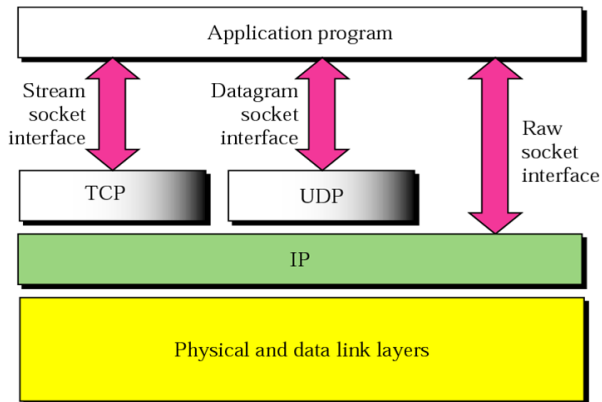 Application program
Stream
socket
interface
Datagram
socket
interface
Raw
socket
interface
TCP
UDP
IP
Physical and data link layers